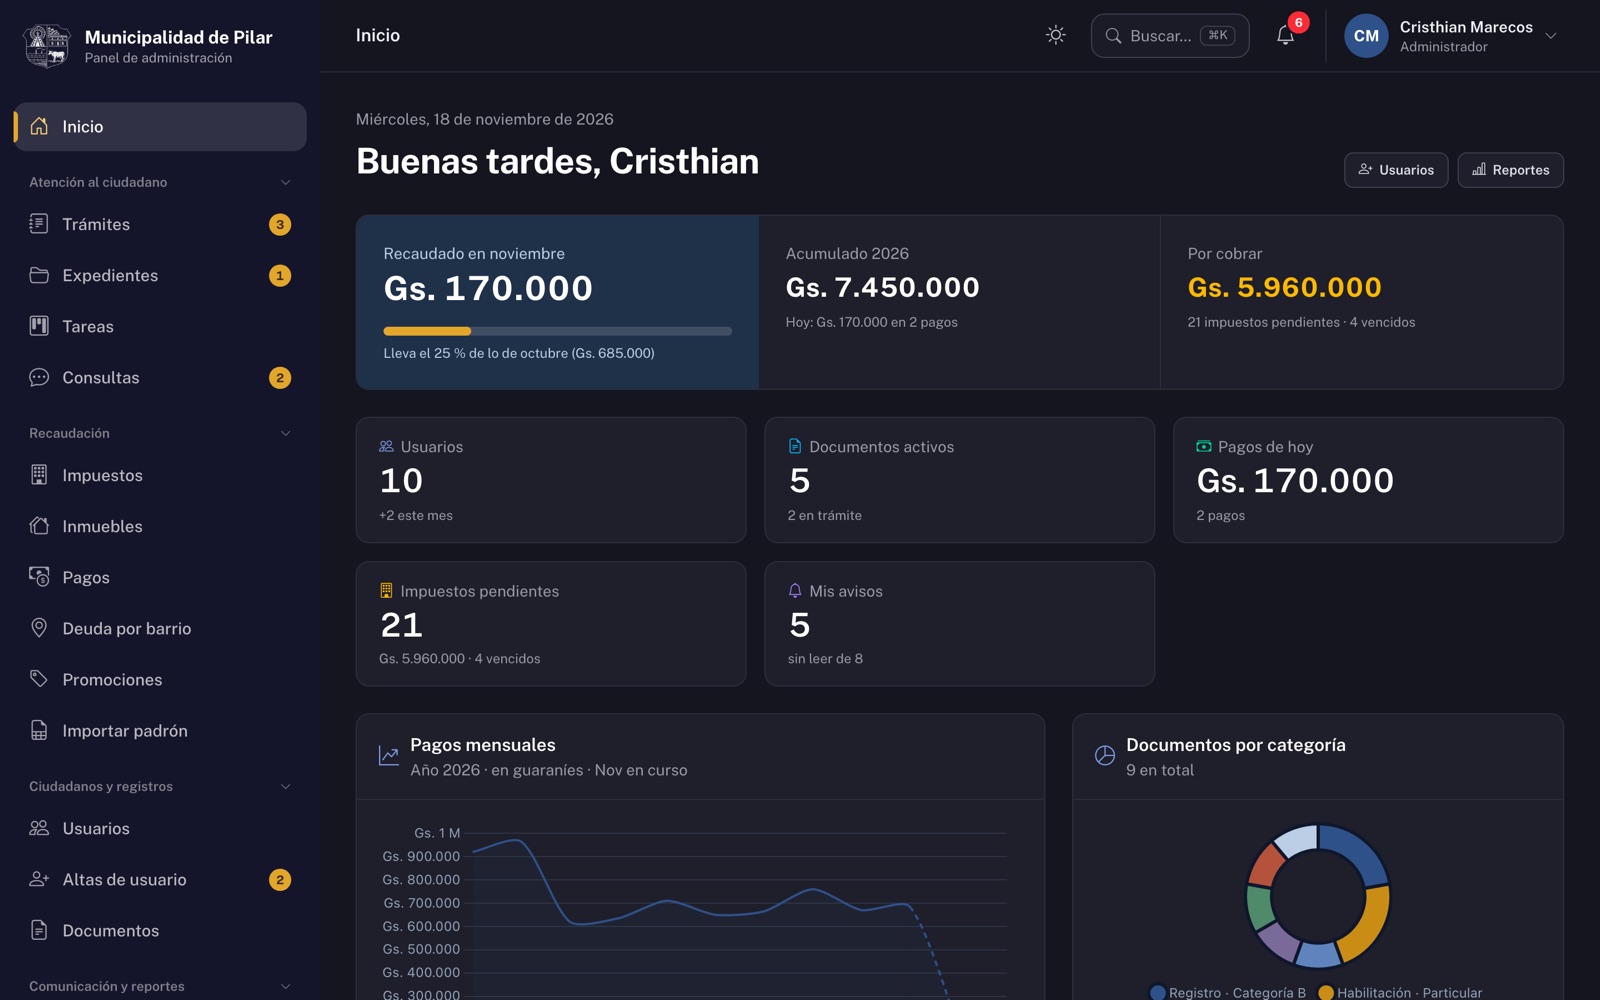 Municipalidad de Pilar
Panel de administración
Inicio
Atención al ciudadano
Trámites 3
Expedientes 1
Tareas
Consultas 2
Recaudación
Impuestos
Inmuebles
Pagos
Deuda por barrio
Promociones
Importar padrón
Ciudadanos y registros
Usuarios
Altas de usuario 2
Documentos
Comunicación y reportes
Inicio
Buscar... ⌘K
6
CM
Cristhian Marecos
Administrador
Miércoles, 18 de noviembre de 2026
Buenas tardes, Cristhian
Usuarios
Reportes
Recaudado en noviembre
Gs. 170.000
Lleva el 25 % de lo de octubre (Gs. 685.000)
Acumulado 2026
Gs. 7.450.000
Hoy: Gs. 170.000 en 2 pagos
Por cobrar
Gs. 5.960.000
21 impuestos pendientes · 4 vencidos
Usuarios
10
+2 este mes
Documentos activos
5
2 en trámite
Pagos de hoy
Gs. 170.000
2 pagos
Impuestos pendientes
21
Gs. 5.960.000 · 4 vencidos
Mis avisos
5
sin leer de 8
Pagos mensuales
Año 2026 · en guaraníes · Nov en curso
Gs. 1 M
Gs. 900.000
Gs. 800.000
Gs. 700.000
Gs. 600.000
Gs. 500.000
Gs. 400.000
Gs. 300.000
Documentos por categoría
9 en total
Registro · Categoría B
Habilitación · Particular